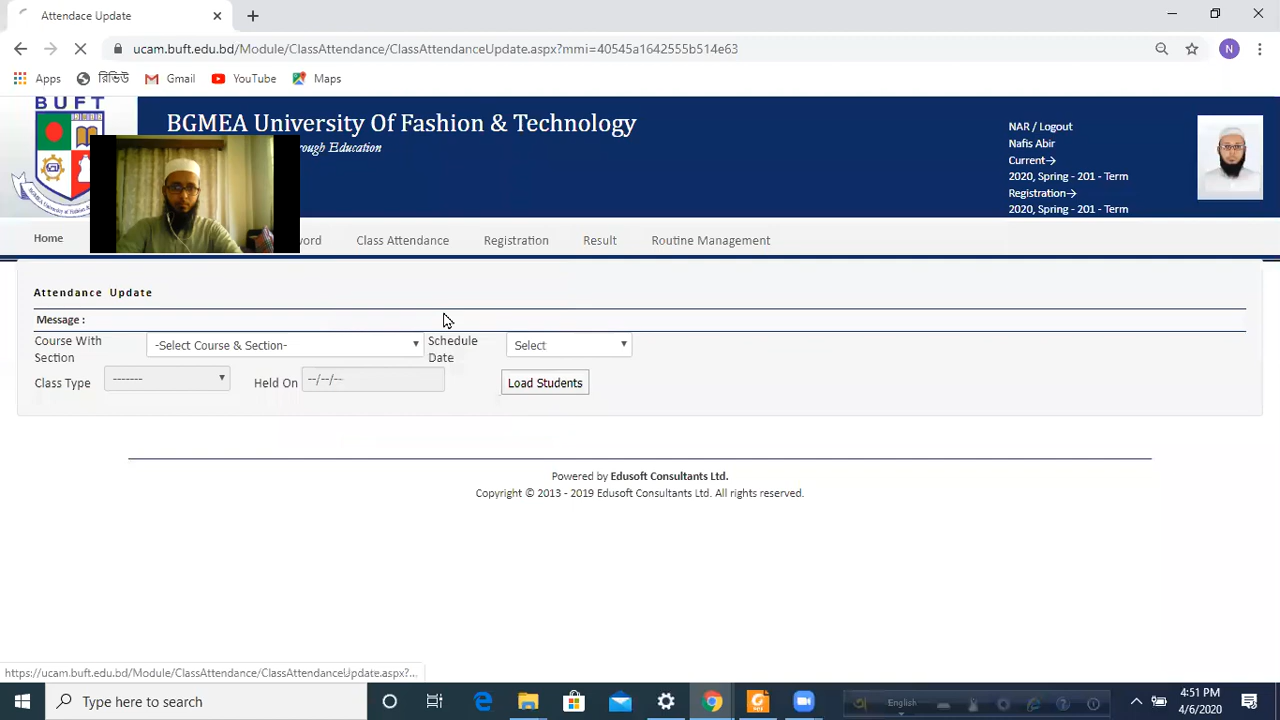 Attendace Update
ucam.buft.edu.bd/Module/ClassAttendance/ClassAttendanceUpdate.aspx?mmi=40545a1642555b514e63
N
Apps
রিভিউ
Gmail
YouTube
Maps
BUFT
BGMEA University Of Fashion & Technology
rough Education
NAR / Logout
Nafis Abir
Current->
2020, Spring - 201 - Term
Registration->
2020, Spring - 201 - Term
Home
word
Class Attendance
Registration
Result
Routine Management
Attendance Update
Message :
Course With Section
-Select Course & Section-
Schedule Date
Select
Class Type
-------
Held On
--/--/--
Load Students
Powered by Edusoft Consultants Ltd.
Copyright © 2013 - 2019 Edusoft Consultants Ltd. All rights reserved.
https://ucam.buft.edu.bd/Module/ClassAttendance/ClassAttendanceUpdate.aspx?...
Type here to search
English
4:51 PM
4/6/2020